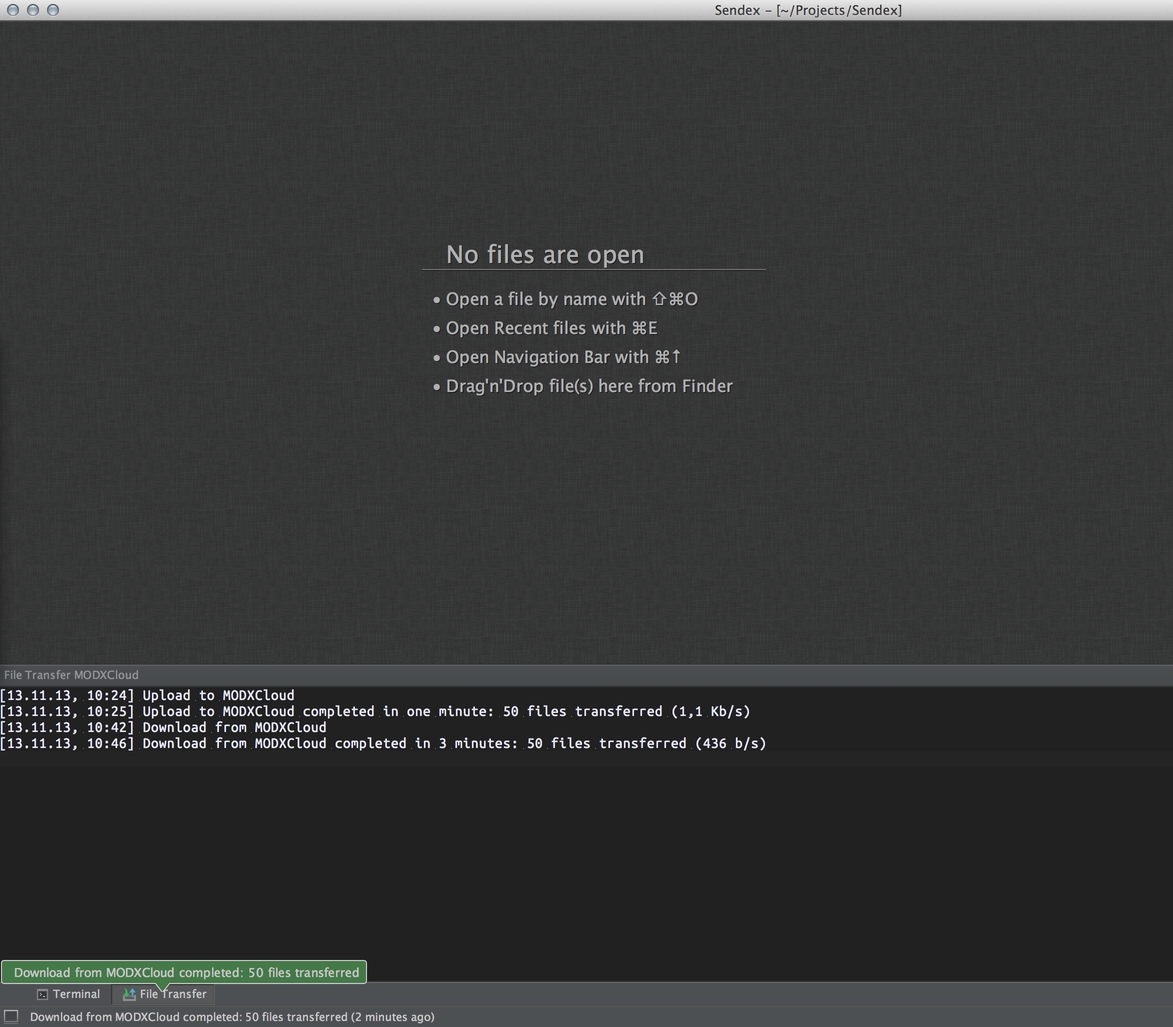 Sendex – [~/Projects/Sendex]
No files are open
• Open a file by name with ⇧⌘O
• Open Recent files with ⌘E
• Open Navigation Bar with ⌘↑
• Drag'n'Drop file(s) here from Finder
File Transfer MODXCloud
[13.11.13, 10:24] Upload to MODXCloud
[13.11.13, 10:25] Upload to MODXCloud completed in one minute: 50 files transferred (1,1 Kb/s)
[13.11.13, 10:42] Download from MODXCloud
[13.11.13, 10:46] Download from MODXCloud completed in 3 minutes: 50 files transferred (436 b/s)
Download from MODXCloud completed: 50 files transferred
Terminal File Transfer
Download from MODXCloud completed: 50 files transferred (2 minutes ago)